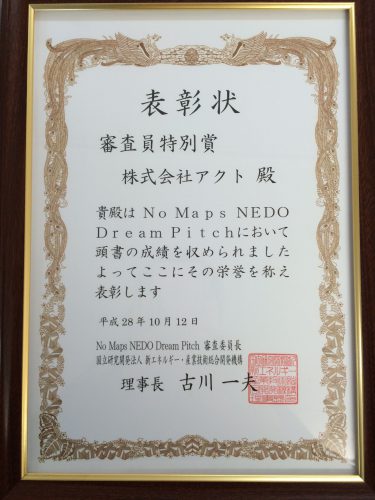 表彰状
審査員特別賞
株式会社アクト 殿
貴殿は No Maps NEDO
Dream Pitchにおいて
頭書の成績を収められました
よってここにその栄誉を称え
表彰します
平成28年10月12日
No Maps NEDO Dream Pitch 審査委員長
国立研究開発法人 新エネルギー・産業技術総合開発機構
理事長 古川 一夫